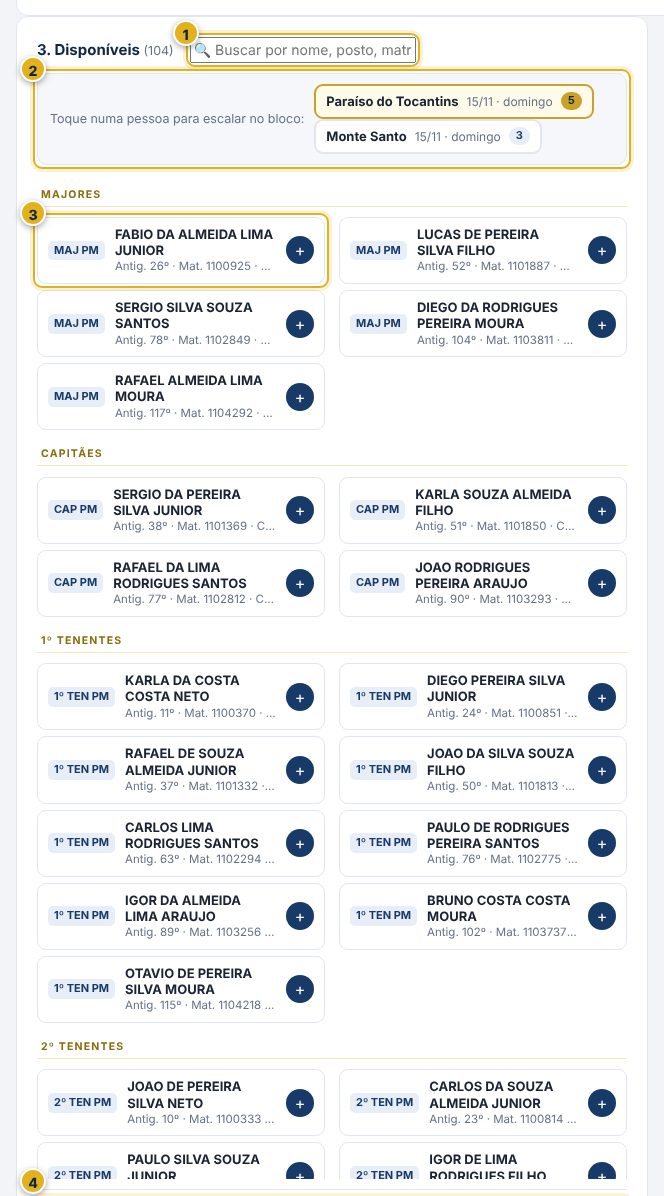 1
3. Disponíveis (104) 🔍 Buscar por nome, posto, matr
2
Toque numa pessoa para escalar no bloco:
Paraíso do Tocantins 15/11 · domingo 5
Monte Santo 15/11 · domingo 3
MAJORES
3
MAJ PM FABIO DA ALMEIDA LIMA JUNIOR
Antig. 26º · Mat. 1100925 · ...
+
MAJ PM LUCAS DE PEREIRA SILVA FILHO
Antig. 52º · Mat. 1101887 · ...
+
MAJ PM SERGIO SILVA SOUZA SANTOS
Antig. 78º · Mat. 1102849 · ...
+
MAJ PM DIEGO DA RODRIGUES PEREIRA MOURA
Antig. 104º · Mat. 1103811 · ...
+
MAJ PM RAFAEL ALMEIDA LIMA MOURA
Antig. 117º · Mat. 1104292 · ...
+
CAPITÃES
CAP PM SERGIO DA PEREIRA SILVA JUNIOR
Antig. 38º · Mat. 1101369 · C...
+
CAP PM KARLA SOUZA ALMEIDA FILHO
Antig. 51º · Mat. 1101850 · C...
+
CAP PM RAFAEL DA LIMA RODRIGUES SANTOS
Antig. 77º · Mat. 1102812 · C...
+
CAP PM JOAO RODRIGUES PEREIRA ARAUJO
Antig. 90º · Mat. 1103293 · ...
+
1º TENENTES
1º TEN PM KARLA DA COSTA COSTA NETO
Antig. 11º · Mat. 1100370 · ...
+
1º TEN PM DIEGO PEREIRA SILVA JUNIOR
Antig. 24º · Mat. 1100851 ·...
+
1º TEN PM RAFAEL DE SOUZA ALMEIDA JUNIOR
Antig. 37º · Mat. 1101332 ·...
+
1º TEN PM JOAO DA SILVA SOUZA FILHO
Antig. 50º · Mat. 1101813 ·...
+
1º TEN PM CARLOS LIMA RODRIGUES SANTOS
Antig. 63º · Mat. 1102294 ...
+
1º TEN PM PAULO DE RODRIGUES PEREIRA SANTOS
Antig. 76º · Mat. 1102775 ·...
+
1º TEN PM IGOR DA ALMEIDA LIMA ARAUJO
Antig. 89º · Mat. 1103256 ...
+
1º TEN PM BRUNO COSTA COSTA MOURA
Antig. 102º · Mat. 1103737...
+
1º TEN PM OTAVIO DE PEREIRA SILVA MOURA
Antig. 115º · Mat. 1104218 ...
+
2º TENENTES
2º TEN PM JOAO DE PEREIRA SILVA NETO
Antig. 10º · Mat. 1100333 ...
+
2º TEN PM CARLOS DA SOUZA ALMEIDA JUNIOR
Antig. 23º · Mat. 1100814 ...
+
2º TEN PM PAULO SILVA SOUZA JUNIOR
+
2º TEN PM IGOR DE LIMA RODRIGUES FILHO
+
4